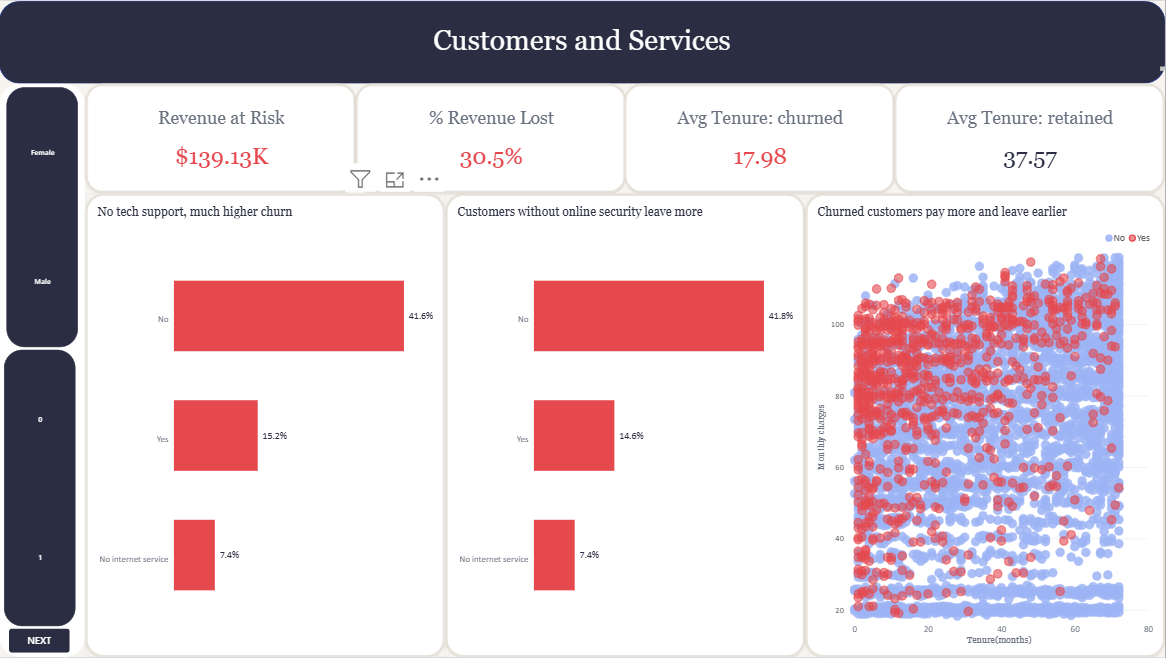 Customers and Services
Female
Male
0
1
NEXT
Revenue at Risk
$139.13K
% Revenue Lost
30.5%
Avg Tenure: churned
17.98
Avg Tenure: retained
37.57
No tech support, much higher churn
No
41.6%
Yes
15.2%
No internet service
7.4%
Customers without online security leave more
No
41.8%
Yes
14.6%
No internet service
7.4%
Churned customers pay more and leave earlier
No Yes
Monthly charges
100
80
60
40
20
0 20 40 60 80
Tenure(months)